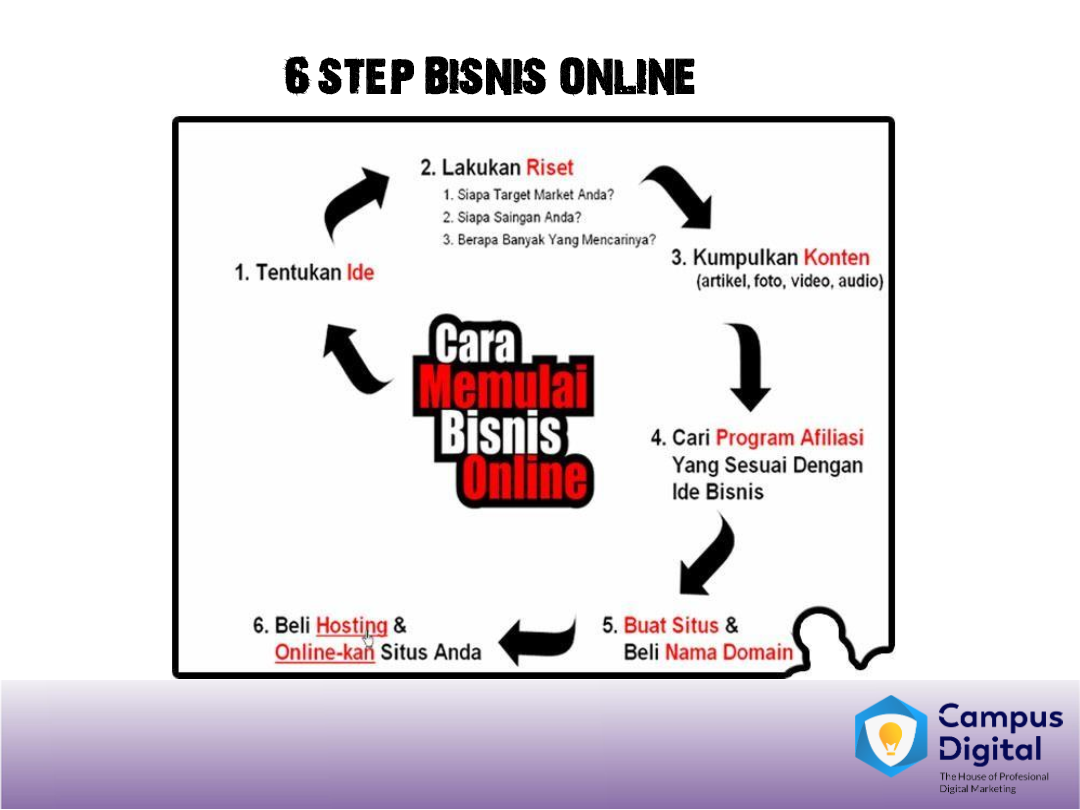 6 STEP BISNIS ONLINE
2. Lakukan Riset
1. Siapa Target Market Anda?
2. Siapa Saingan Anda?
3. Berapa Banyak Yang Mencarinya?
3. Kumpulkan Konten
(artikel, foto, video, audio)
1. Tentukan Ide
Cara
Memulai
Bisnis
Online
4. Cari Program Afiliasi
Yang Sesuai Dengan
Ide Bisnis
5. Buat Situs &
Beli Nama Domain
6. Beli Hosting &
Online-kan Situs Anda
Campus
Digital
The House of Profesional
Digital Marketing